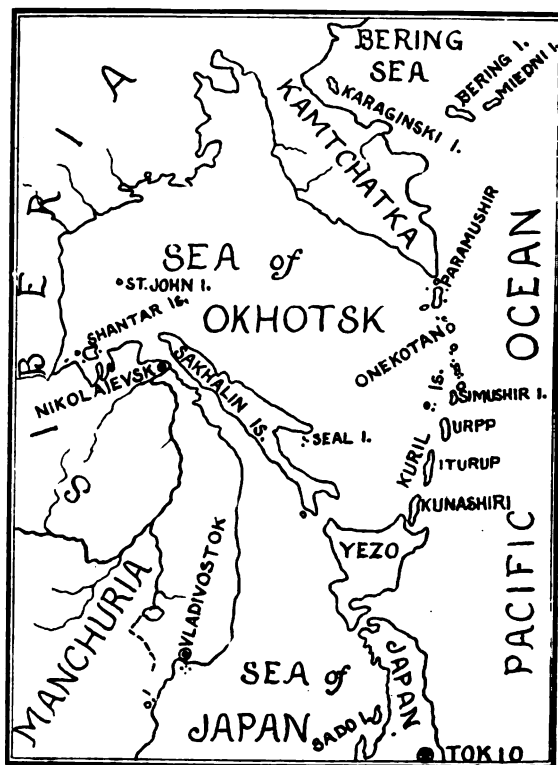 BERING
SEA
BERING I.
MIEDNI I.
KARAGINSKI I.
KAMTCHATKA
SIBERIA
SEA of
OKHOTSK
ST. JOHN I.
SHANTAR Is.
NIKOLAIEVSK
SAKHALIN Is.
SEAL I.
PARAMUSHIR
ONEKOTAN
KURIL Is.
SIMUSHIR I.
URPP
ITURUP
KUNASHIRI
YEZO
MANCHURIA
VLADIVOSTOK
SEA of
JAPAN
SADO I.
JAPAN
TOKIO
PACIFIC OCEAN